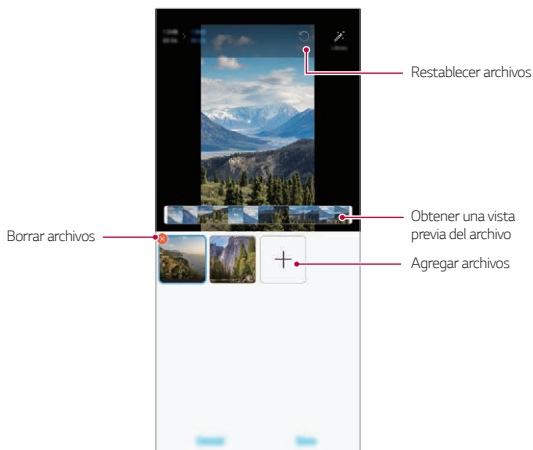 Restablecer archivos
Obtener una vista
previa del archivo
Borrar archivos
Agregar archivos